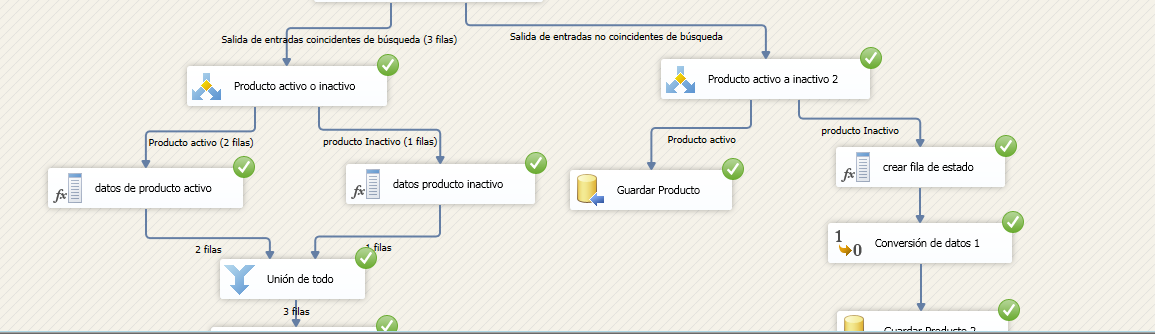 Salida de entradas coincidentes de búsqueda (3 filas)
Salida de entradas no coincidentes de búsqueda
Producto activo o inactivo
Producto activo a inactivo 2
Producto activo (2 filas)
producto Inactivo (1 filas)
Producto activo
producto Inactivo
datos de producto activo
datos producto inactivo
Guardar Producto
crear fila de estado
2 filas
1 filas
Conversión de datos 1
Unión de todo
3 filas
Guardar Producto 2